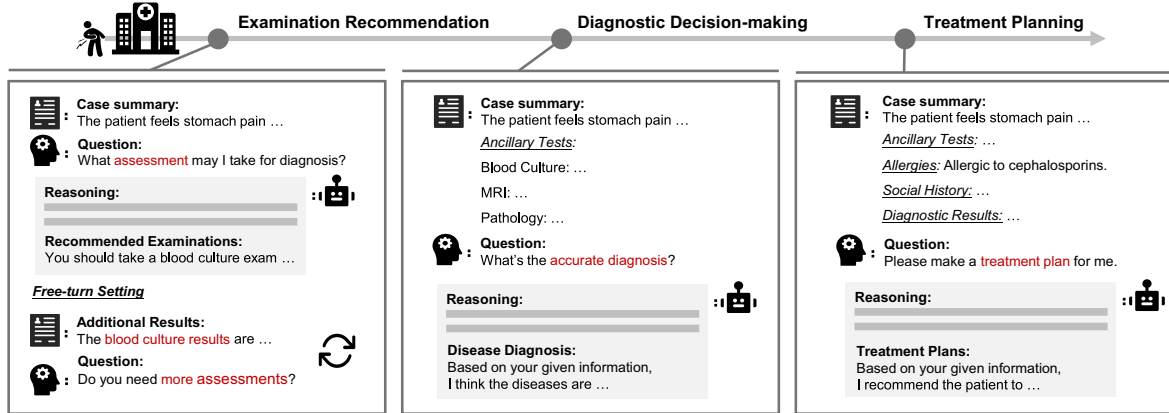 Examination Recommendation
Diagnostic Decision-making
Treatment Planning
Case summary:
The patient feels stomach pain …
Question:
What assessment may I take for diagnosis?
Reasoning:
Recommended Examinations:
You should take a blood culture exam …
Free-turn Setting
Additional Results:
The blood culture results are …
Question:
Do you need more assessments?
Case summary:
The patient feels stomach pain …
Ancillary Tests:
Blood Culture: …
MRI: …
Pathology: …
Question:
What's the accurate diagnosis?
Reasoning:
Disease Diagnosis:
Based on your given information,
I think the diseases are …
Case summary:
The patient feels stomach pain …
Ancillary Tests: …
Allergies: Allergic to cephalosporins.
Social History: …
Diagnostic Results: …
Question:
Please make a treatment plan for me.
Reasoning:
Treatment Plans:
Based on your given information,
I recommend the patient to …